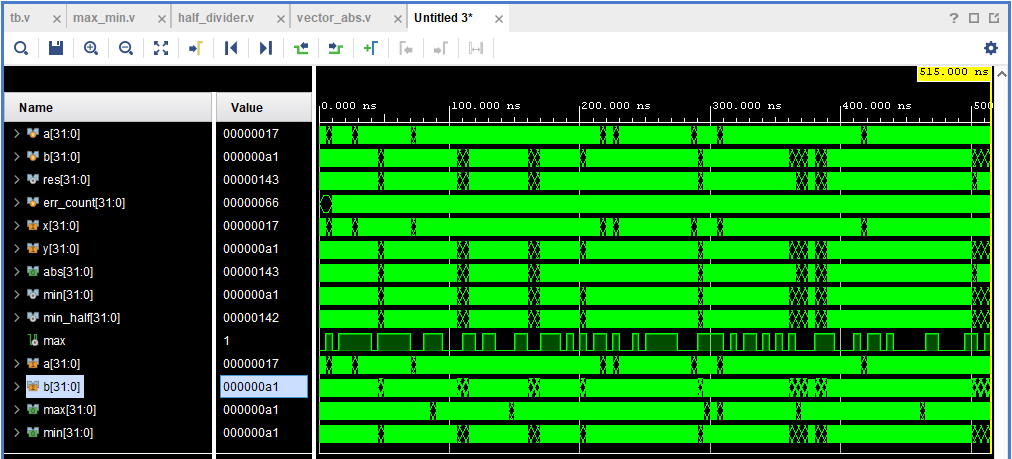 tb.v × max_min.v × half_divider.v × vector_abs.v × Untitled 3* × ?
515.000 ns
0.000 ns 100.000 ns 200.000 ns 300.000 ns 400.000 ns 500
Name Value
a[31:0] 00000017
b[31:0] 000000a1
res[31:0] 00000143
err_count[31:0] 00000066
x[31:0] 00000017
y[31:0] 000000a1
abs[31:0] 00000143
min[31:0] 000000a1
min_half[31:0] 00000142
max 1
a[31:0] 00000017
b[31:0] 000000a1
max[31:0] 000000a1
min[31:0] 000000a1